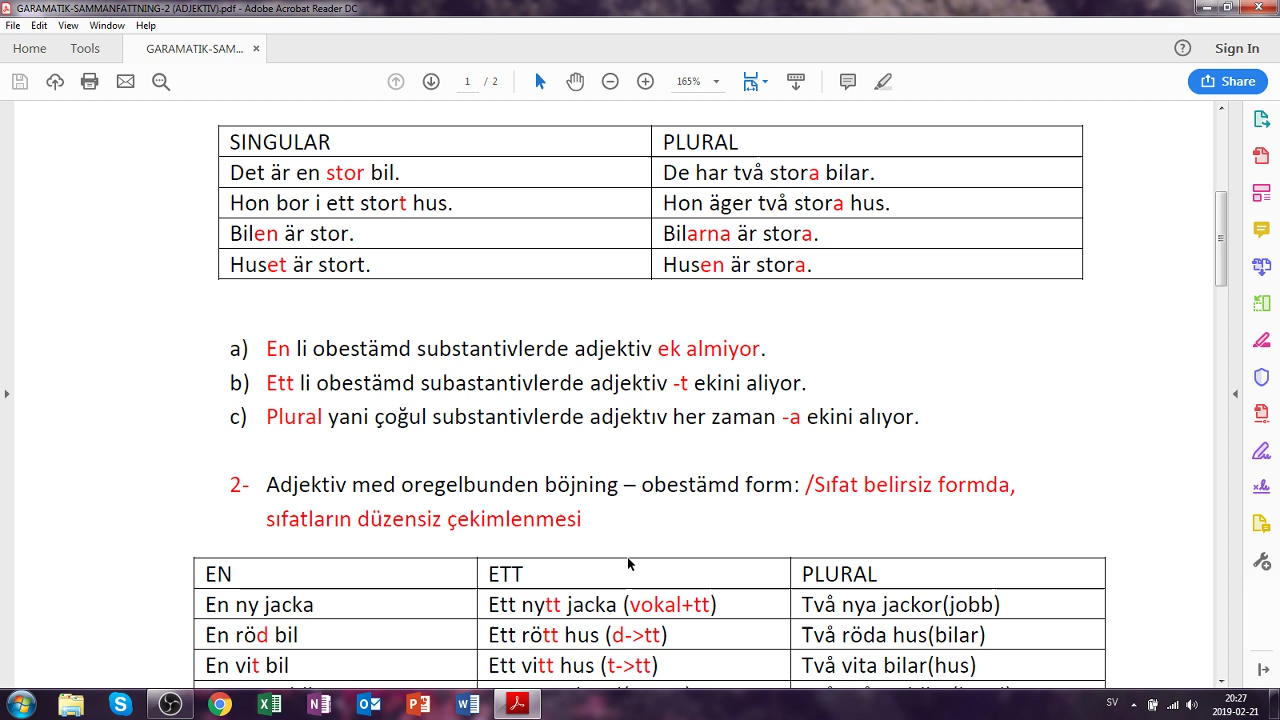 GARAMATIK-SAMMANFATTNING-2 (ADJEKTIV).pdf - Adobe Acrobat Reader DC
File Edit View Window Help
Home Tools GARAMATIK-SAM... × Sign In
1 / 2 165% Share
SINGULAR PLURAL
Det är en stor bil. De har två stora bilar.
Hon bor i ett stort hus. Hon äger två stora hus.
Bilen är stor. Bilarna är stora.
Huset är stort. Husen är stora.
a) En li obestämd substantivlerde adjektiv ek almiyor.
b) Ett li obestämd subastantivlerde adjektiv -t ekini aliyor.
c) Plural yani çoğul substantivlerde adjektıv her zaman -a ekini alıyor.
2- Adjektiv med oregelbunden böjning – obestämd form: /Sıfat belirsiz formda,
sıfatların düzensiz çekimlenmesi
EN ETT PLURAL
En ny jacka Ett nytt jacka (vokal+tt) Två nya jackor(jobb)
En röd bil Ett rött hus (d->tt) Två röda hus(bilar)
En vit bil Ett vitt hus (t->tt) Två vita bilar(hus)
SV 20:27
2019-02-21